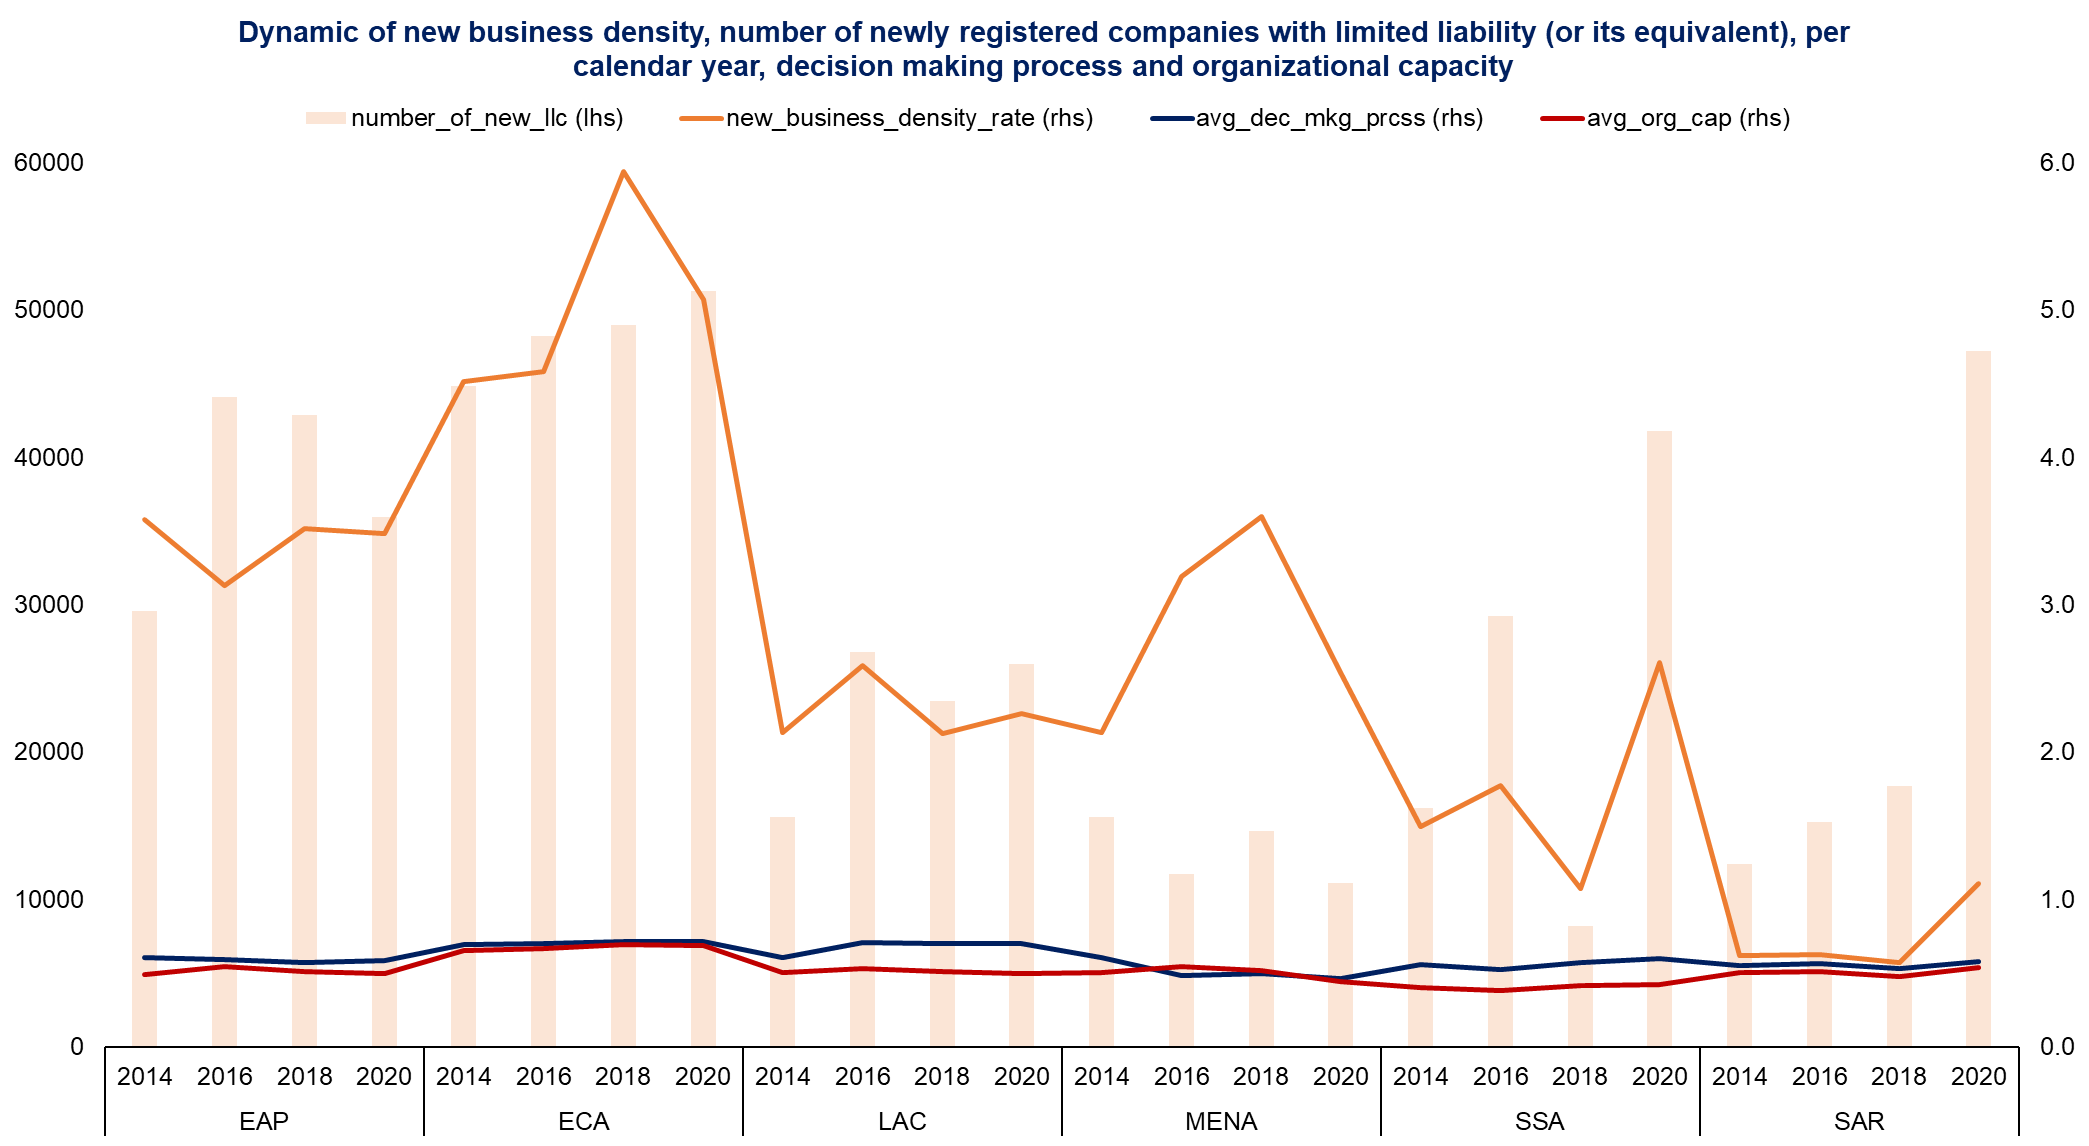 Dynamic of new business density, number of newly registered companies with limited liability (or its equivalent), per
calendar year, decision making process and organizational capacity
number_of_new_llc (lhs) new_business_density_rate (rhs) avg_dec_mkg_prcss (rhs) avg_org_cap (rhs)
60000 6.0
50000 5.0
40000 4.0
30000 3.0
20000 2.0
10000 1.0
0 0.0
2014 2016 2018 2020 2014 2016 2018 2020 2014 2016 2018 2020 2014 2016 2018 2020 2014 2016 2018 2020 2014 2016 2018 2020
EAP ECA LAC MENA SSA SAR